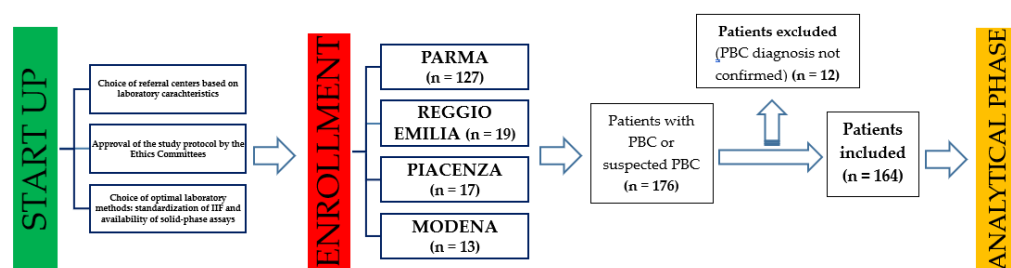 START UP
Choice of referral centers based on
laboratory carachteristics
Approval of the study protocol by the
Ethics Committees
Choice of optimal laboratory
methods: standardization of IIF and
availability of solid-phase assays
ENROLLMENT
PARMA
(n = 127)
REGGIO
EMILIA (n = 19)
PIACENZA
(n = 17)
MODENA
(n = 13)
Patients with
PBC or
suspected PBC
(n = 176)
Patients excluded
(PBC diagnosis not
confirmed) (n = 12)
Patients
included
(n = 164)
ANALYTICAL PHASE